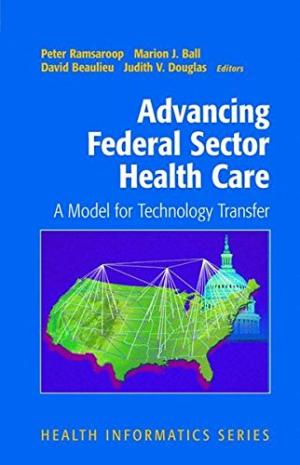 Peter Ramsaroop Marion J. Ball
David Beaulieu Judith V. Douglas Editors
Advancing
Federal Sector
Health Care
A Model for Technology Transfer
HEALTH INFORMATICS SERIES